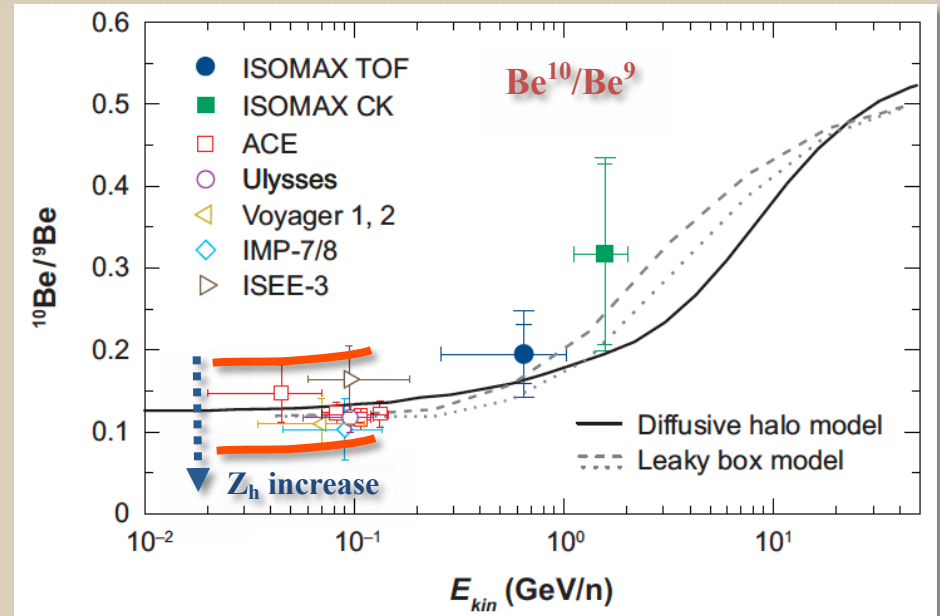 0.6
0.5
0.4
0.3
0.2
0.1
0
¹⁰Be/⁹Be
ISOMAX TOF
ISOMAX CK
ACE
Ulysses
Voyager 1, 2
IMP-7/8
ISEE-3
Be¹⁰/Be⁹
Zₕ increase
Diffusive halo model
Leaky box model
10⁻² 10⁻¹ 10⁰ 10¹
Eₖᵢₙ (GeV/n)